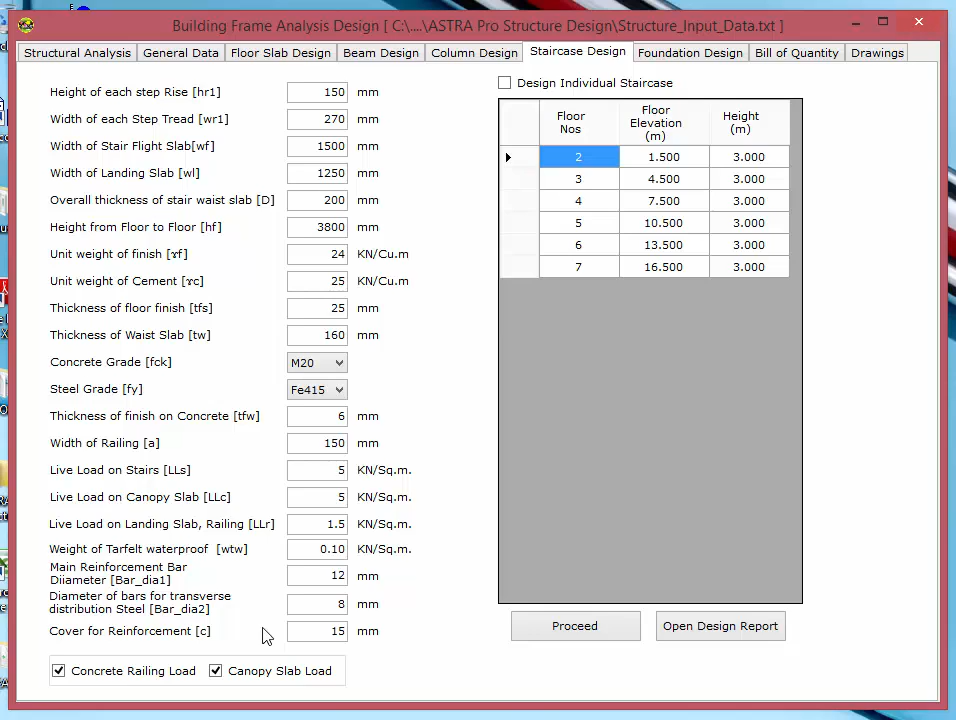 Building Frame Analysis Design [ C:\....\ASTRA Pro Structure Design\Structure_Input_Data.txt ]
Structural Analysis General Data Floor Slab Design Beam Design Column Design Staircase Design Foundation Design Bill of Quantity Drawings
Height of each step Rise [hr1] 150 mm
Width of each Step Tread [wr1] 270 mm
Width of Stair Flight Slab[wf] 1500 mm
Width of Landing Slab [wl] 1250 mm
Overall thickness of stair waist slab [D] 200 mm
Height from Floor to Floor [hf] 3800 mm
Unit weight of finish [ɤf] 24 KN/Cu.m
Unit weight of Cement [ɤc] 25 KN/Cu.m
Thickness of floor finish [tfs] 25 mm
Thickness of Waist Slab [tw] 160 mm
Concrete Grade [fck] M20
Steel Grade [fy] Fe415
Thickness of finish on Concrete [tfw] 6 mm
Width of Railing [a] 150 mm
Live Load on Stairs [LLs] 5 KN/Sq.m.
Live Load on Canopy Slab [LLc] 5 KN/Sq.m.
Live Load on Landing Slab, Railing [LLr] 1.5 KN/Sq.m.
Weight of Tarfelt waterproof [wtw] 0.10 KN/Sq.m.
Main Reinforcement Bar
Diiameter [Bar_dia1] 12 mm
Diameter of bars for transverse
distribution Steel [Bar_dia2] 8 mm
Cover for Reinforcement [c] 15 mm
Concrete Railing Load Canopy Slab Load
Design Individual Staircase
Floor Nos Floor Elevation (m) Height (m)
2 1.500 3.000
3 4.500 3.000
4 7.500 3.000
5 10.500 3.000
6 13.500 3.000
7 16.500 3.000
Proceed Open Design Report